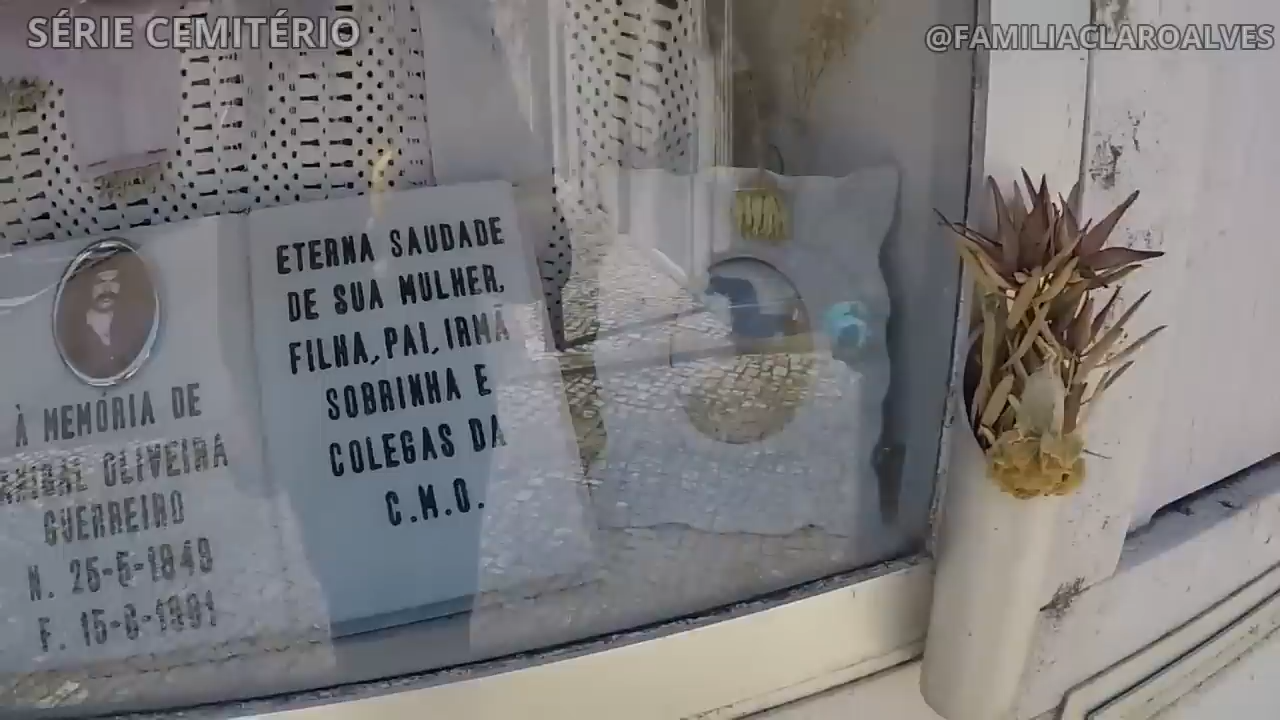 SÉRIE CEMITÉRIO
@FAMILIACLAROALVES
À MEMÓRIA DE
ANIBAL OLIVEIRA
GUERREIRO
N. 25-5-1949
F. 15-6-1991
ETERNA SAUDADE
DE SUA MULHER,
FILHA, PAI, IRMÃ
SOBRINHA E
COLEGAS DA
C.M.O.